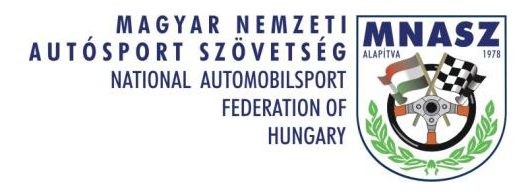 MAGYAR NEMZETI
AUTÓSPORT SZÖVETSÉG
NATIONAL AUTOMOBILSPORT
FEDERATION OF
HUNGARY
MNASZ
ALAPÍTVA 1978